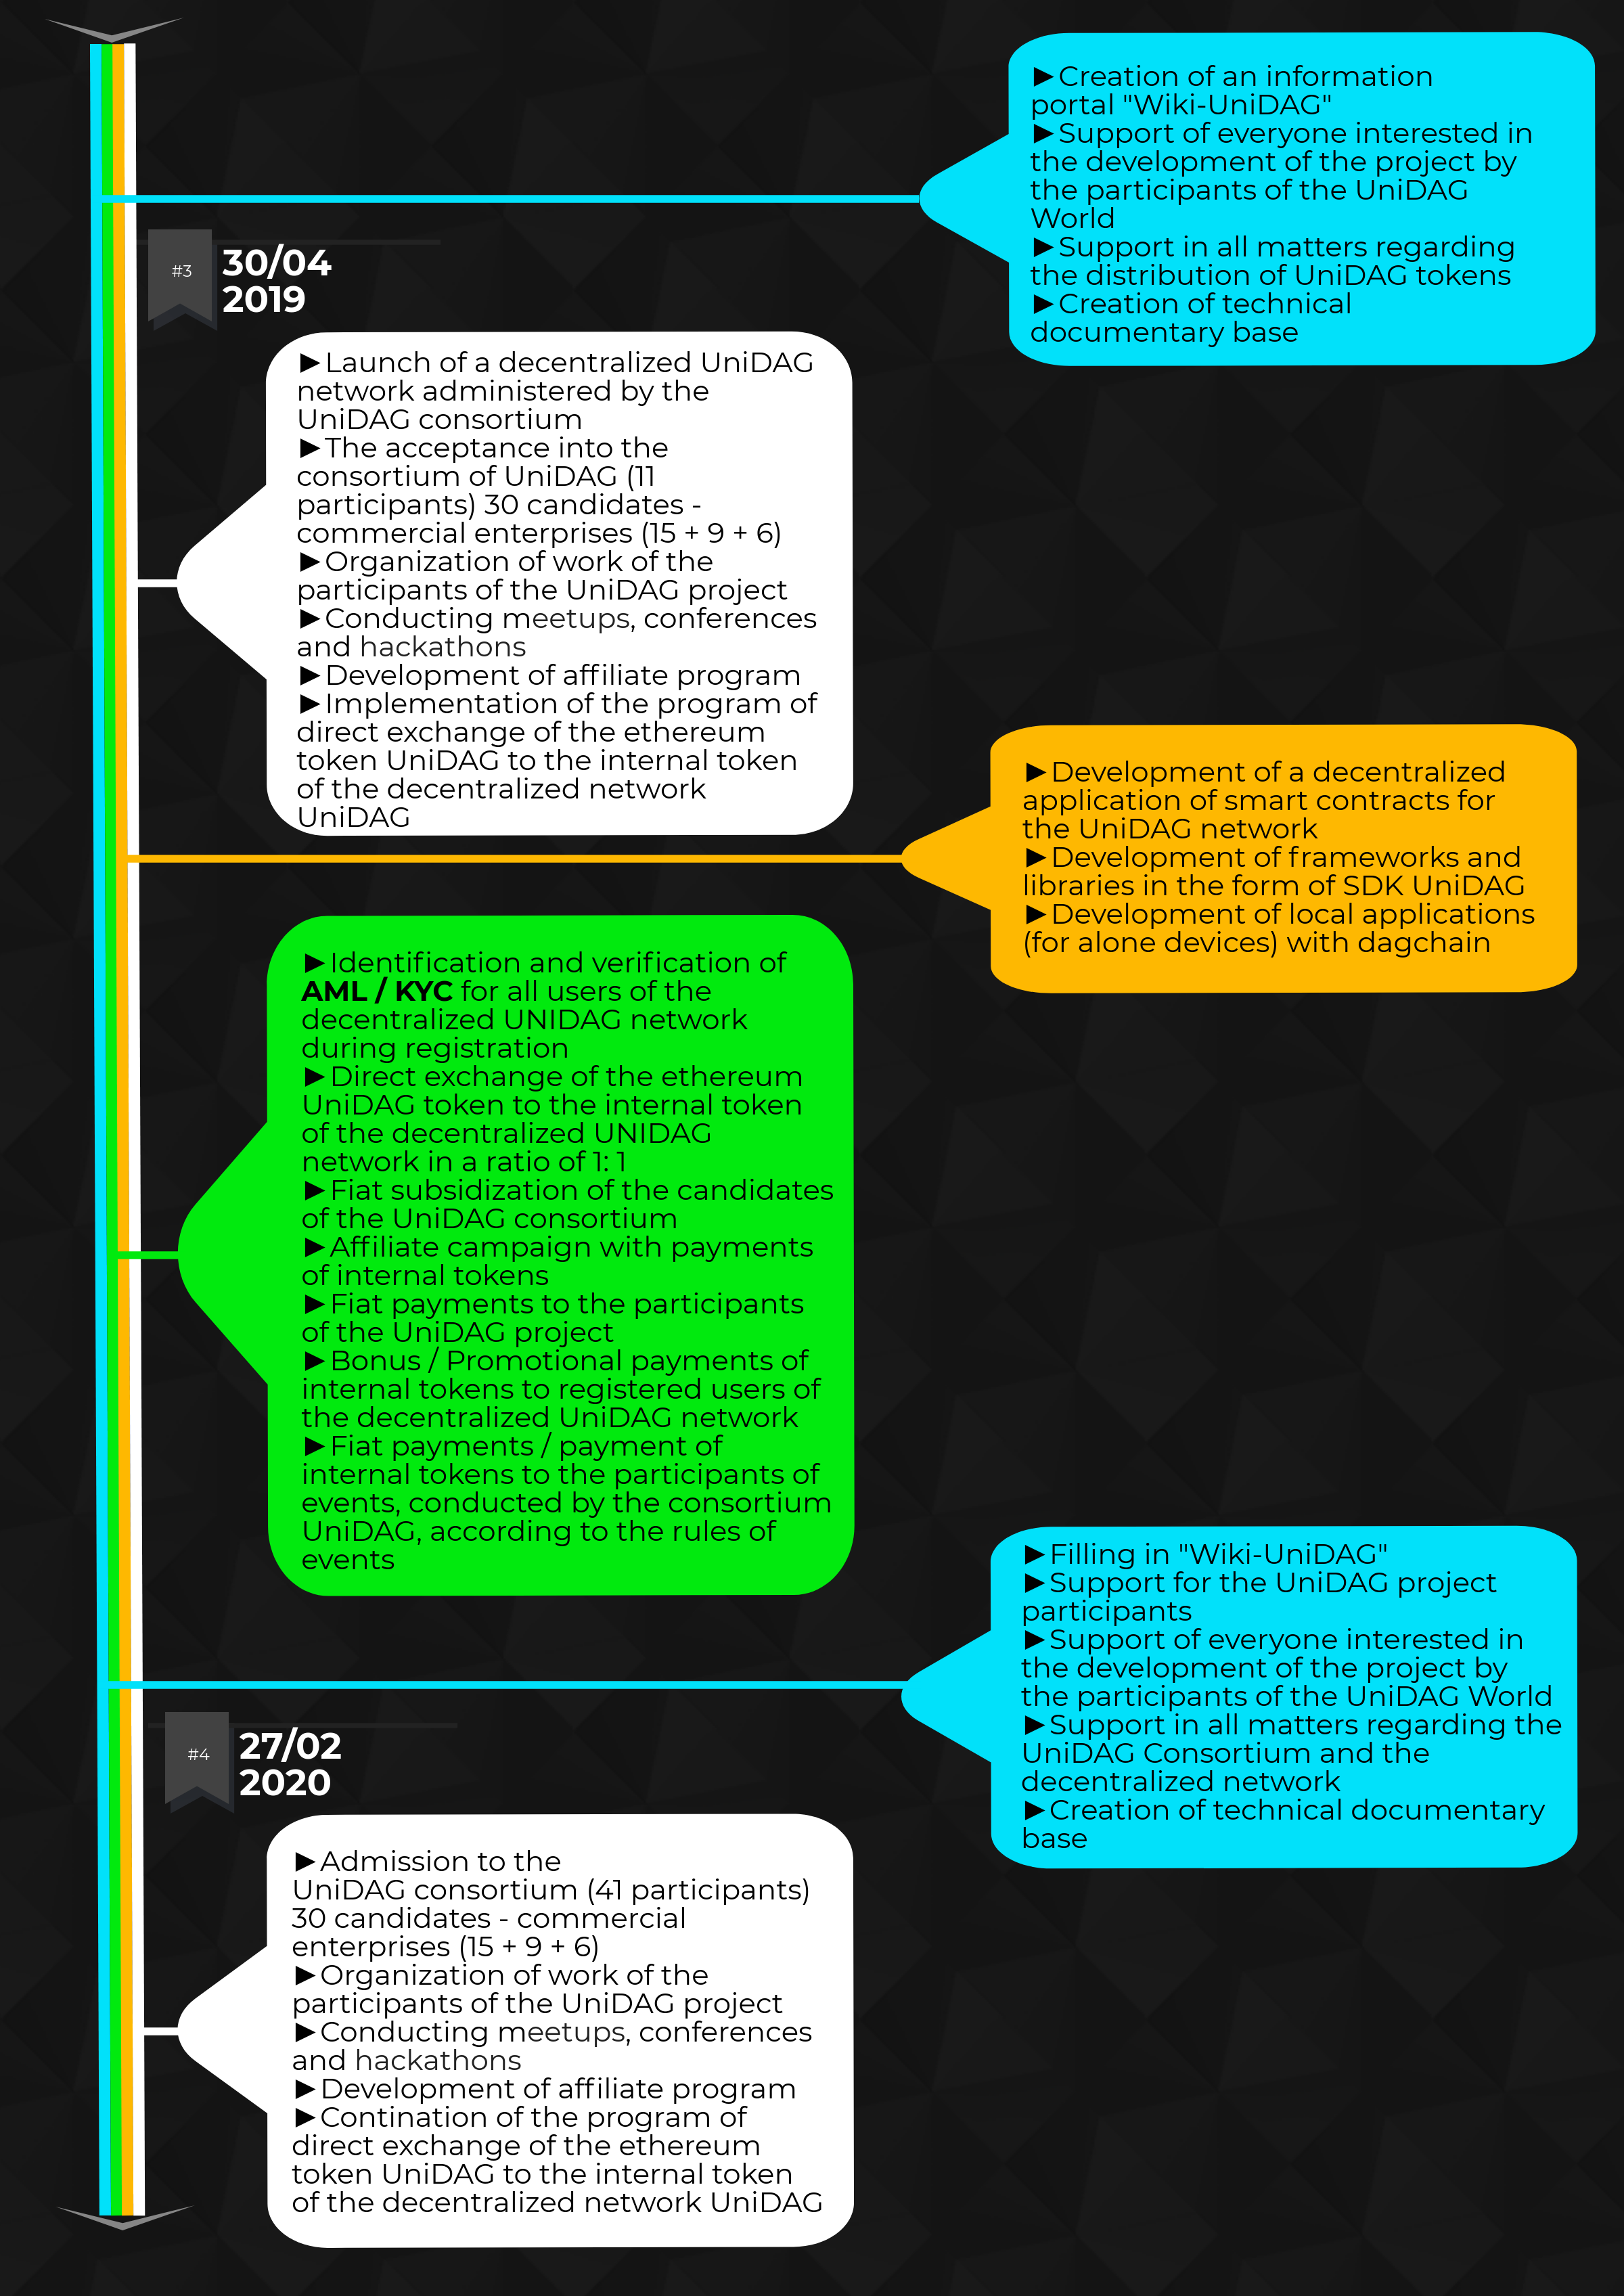 ►Creation of an information
portal "Wiki-UniDAG"
►Support of everyone interested in
the development of the project by
the participants of the UniDAG
World
►Support in all matters regarding
the distribution of UniDAG tokens
►Creation of technical
documentary base
#3
30/04
2019
►Launch of a decentralized UniDAG
network administered by the
UniDAG consortium
►The acceptance into the
consortium of UniDAG (11
participants) 30 candidates -
commercial enterprises (15 + 9 + 6)
►Organization of work of the
participants of the UniDAG project
►Conducting meetups, conferences
and hackathons
►Development of affiliate program
►Implementation of the program of
direct exchange of the ethereum
token UniDAG to the internal token
of the decentralized network
UniDAG
►Development of a decentralized
application of smart contracts for
the UniDAG network
►Development of frameworks and
libraries in the form of SDK UniDAG
►Development of local applications
(for alone devices) with dagchain
►Identification and verification of
AML / KYC for all users of the
decentralized UNIDAG network
during registration
►Direct exchange of the ethereum
UniDAG token to the internal token
of the decentralized UNIDAG
network in a ratio of 1: 1
►Fiat subsidization of the candidates
of the UniDAG consortium
►Affiliate campaign with payments
of internal tokens
►Fiat payments to the participants
of the UniDAG project
►Bonus / Promotional payments of
internal tokens to registered users of
the decentralized UniDAG network
►Fiat payments / payment of
internal tokens to the participants of
events, conducted by the consortium
UniDAG, according to the rules of
events
►Filling in "Wiki-UniDAG"
►Support for the UniDAG project
participants
►Support of everyone interested in
the development of the project by
the participants of the UniDAG World
►Support in all matters regarding the
UniDAG Consortium and the
decentralized network
►Creation of technical documentary
base
#4
27/02
2020
►Admission to the
UniDAG consortium (41 participants)
30 candidates - commercial
enterprises (15 + 9 + 6)
►Organization of work of the
participants of the UniDAG project
►Conducting meetups, conferences
and hackathons
►Development of affiliate program
►Contination of the program of
direct exchange of the ethereum
token UniDAG to the internal token
of the decentralized network UniDAG